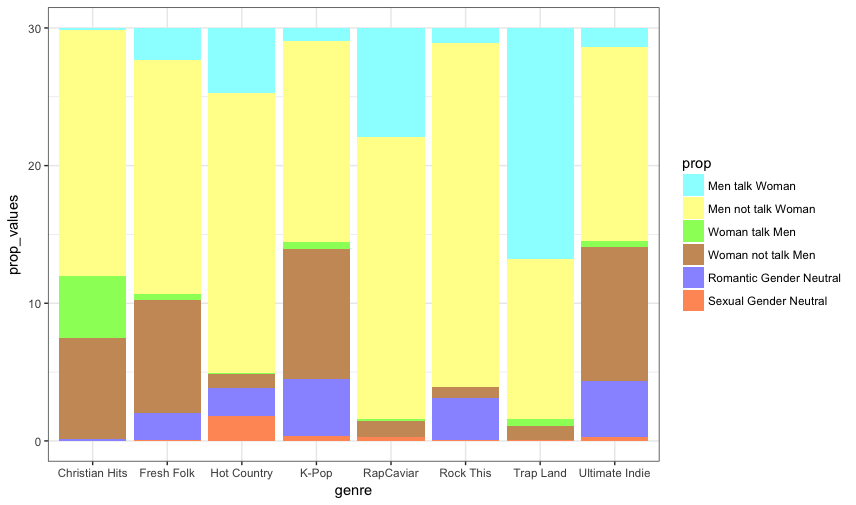 30
20
10
0
prop_values
Christian Hits Fresh Folk Hot Country K-Pop RapCaviar Rock This Trap Land Ultimate Indie
genre
prop
Men talk Woman
Men not talk Woman
Woman talk Men
Woman not talk Men
Romantic Gender Neutral
Sexual Gender Neutral